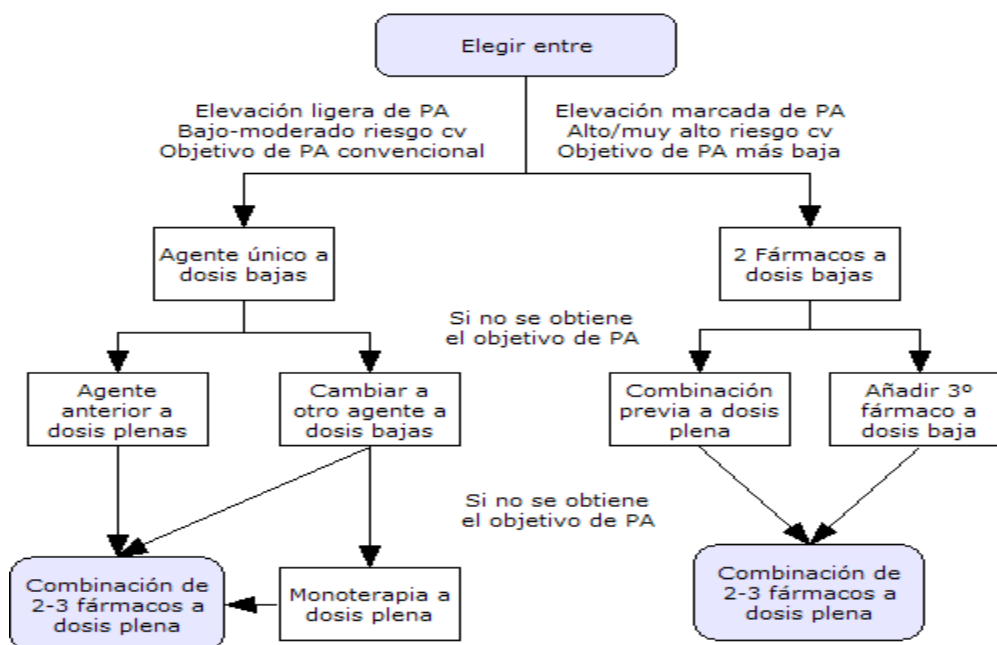 Elegir entre
Elevación ligera de PA
Bajo-moderado riesgo cv
Objetivo de PA convencional
Elevación marcada de PA
Alto/muy alto riesgo cv
Objetivo de PA más baja
Agente único a
dosis bajas
2 Fármacos a
dosis bajas
Si no se obtiene
el objetivo de PA
Agente
anterior a
dosis plenas
Cambiar a
otro agente a
dosis bajas
Combinación
previa a dosis
plena
Añadir 3º
fármaco a
dosis baja
Si no se obtiene
el objetivo de PA
Combinación de
2-3 fármacos a
dosis plena
Monoterapia a
dosis plena
Combinación de
2-3 fármacos a
dosis plena